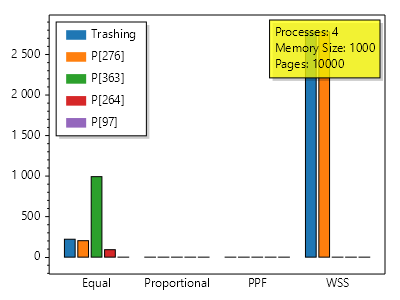 Trashing
P[276]
P[363]
P[264]
P[97]
Processes: 4
Memory Size: 1000
Pages: 10000
2 500
2 000
1 500
1 000
500
0
Equal
Proportional
PPF
WSS